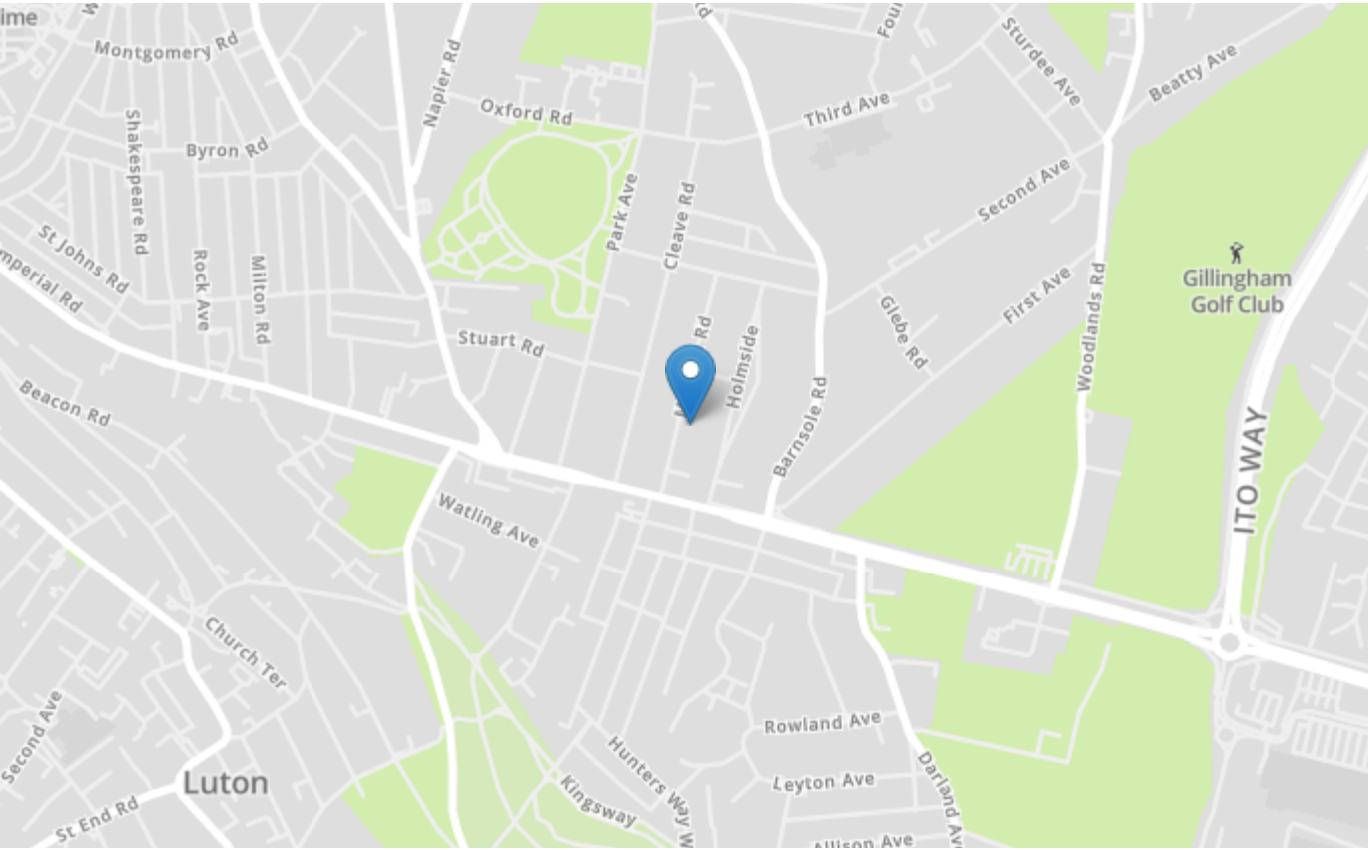 ime
W
Rd
Four
Montgomery Rd
Napier Rd
Sturdee Ave
Beatty Ave
Oxford Rd
Third Ave
Shakespeare Rd
Byron Rd
Second Ave
Park Ave
Cleave Rd
St Johns Rd
mperial Rd
Rock Ave
Milton Rd
Gillingham
Golf Club
Woodlands Rd
First Ave
Glebe Rd
Stuart Rd
Rd
Holmside
Beacon Rd
Barnsole Rd
ITO WAY
Watling Ave
Church Ter
Second Ave
Luton
St End Rd
Rowland Ave
Leyton Ave
Hunters Way W
Kingsway
Darland Av
Allison Ave